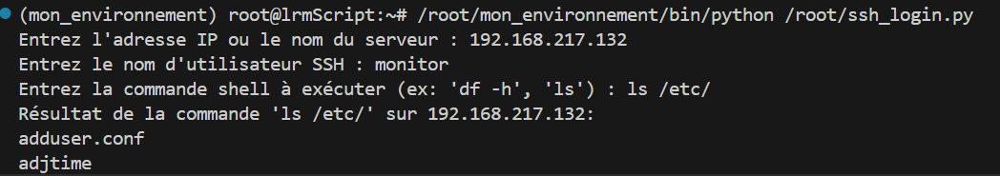 (mon_environnement) root@lrmScript:~# /root/mon_environnement/bin/python /root/ssh_login.py
Entrez l'adresse IP ou le nom du serveur : 192.168.217.132
Entrez le nom d'utilisateur SSH : monitor
Entrez la commande shell à exécuter (ex: 'df -h', 'ls') : ls /etc/
Résultat de la commande 'ls /etc/' sur 192.168.217.132:
adduser.conf
adjtime